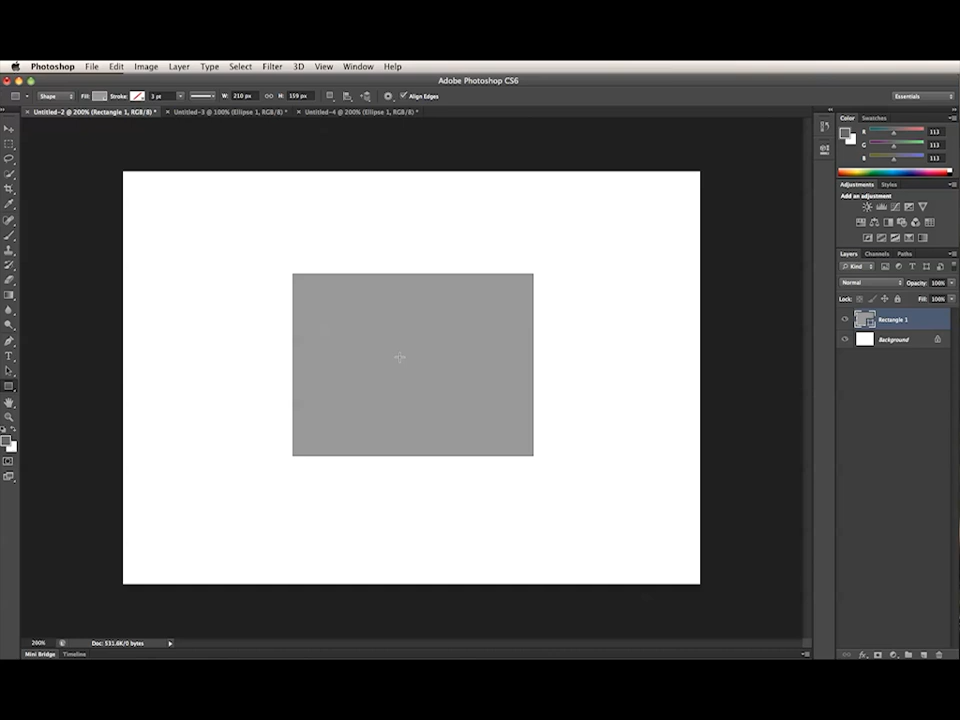 Photoshop File Edit Image Layer Type Select Filter 3D View Window Help
Adobe Photoshop CS6
Shape Fill: Stroke: 3 pt W: 210 px H: 159 px Align Edges Essentials
Untitled-2 @ 200% (Rectangle 1, RGB/8) * Untitled-3 @ 100% (Ellipse 1, RGB/8) * Untitled-4 @ 200% (Ellipse 1, RGB/8) *
Color Swatches
R 113
G 113
B 113
Adjustments Styles
Add an adjustment
Layers Channels Paths
Kind
Normal Opacity: 100%
Lock: Fill: 100%
Rectangle 1
Background
T
200% Doc: 531.6K/0 bytes
Mini Bridge Timeline